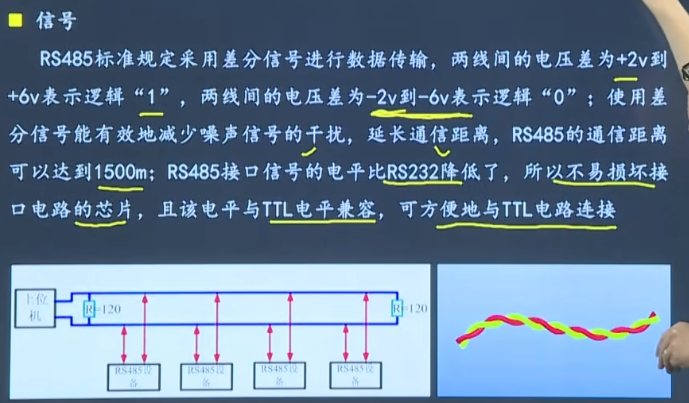 信号
RS485标准规定采用差分信号进行数据传输，两线间的电压差为+2v到
+6v表示逻辑“1”，两线间的电压差为-2v到-6v表示逻辑“0”；使用差
分信号能有效地减少噪声信号的干扰，延长通信距离，RS485的通信距离
可以达到1500m；RS485接口信号的电平比RS232降低了，所以不易损坏接
口电路的芯片，且该电平与TTL电平兼容，可方便地与TTL电路连接
上位
机
R=120
R=120
RS485设
备
RS485设
备
RS485设
备
RS485设
备